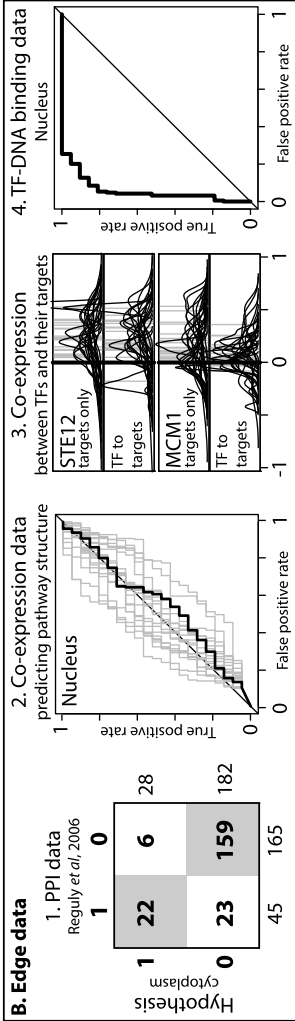 B. Edge data
1. PPI data
Reguly et al, 2006
1 0
Hypothesis
cytoplasm
1 22 6 28
0 23 159 182
45 165
2. Co-expression data
predicting pathway structure
Nucleus
True positive rate
1
0
0 1
False positive rate
3. Co-expression
between TFs and their targets
STE12
targets only
TF to
targets
MCM1
targets only
TF to
targets
-1 0 1
4. TF-DNA binding data
Nucleus
True positive rate
1
0
0 1
False positive rate